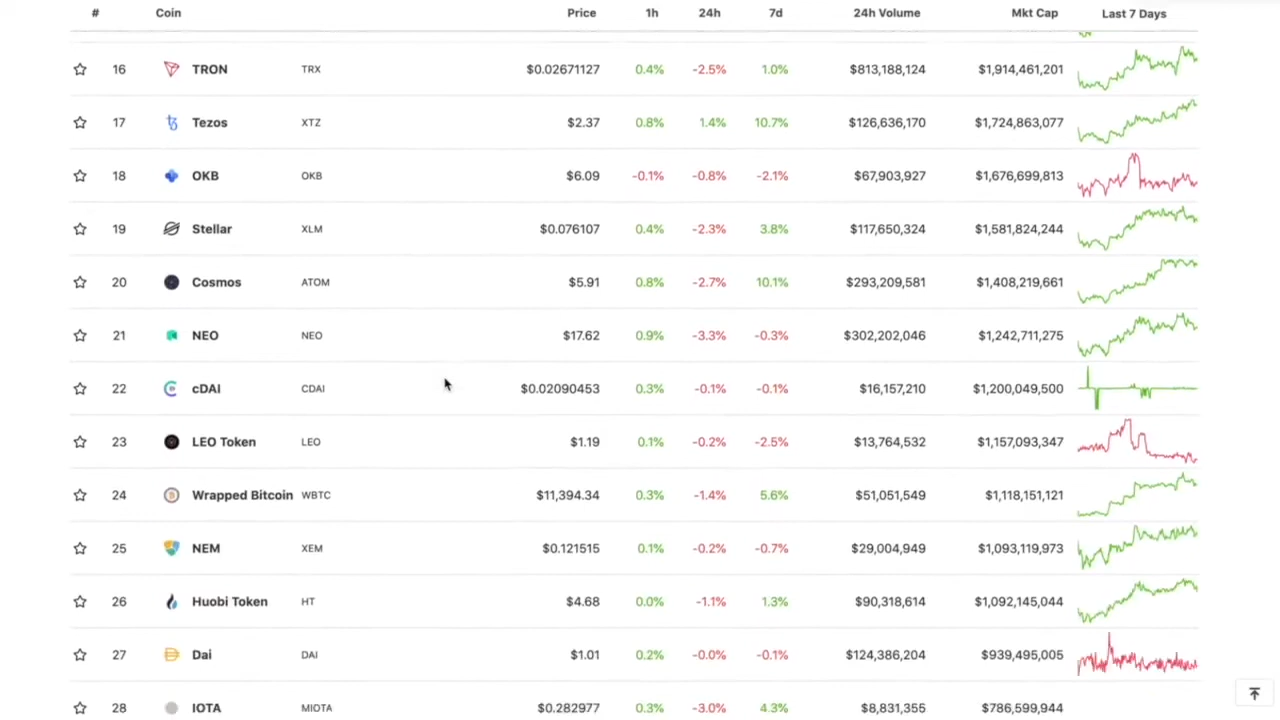 # Coin Price 1h 24h 7d 24h Volume Mkt Cap Last 7 Days
16 TRON TRX $0.02671127 0.4% -2.5% 1.0% $813,188,124 $1,914,461,201
17 Tezos XTZ $2.37 0.8% 1.4% 10.7% $126,636,170 $1,724,863,077
18 OKB OKB $6.09 -0.1% -0.8% -2.1% $67,903,927 $1,676,699,813
19 Stellar XLM $0.076107 0.4% -2.3% 3.8% $117,650,324 $1,581,824,244
20 Cosmos ATOM $5.91 0.8% -2.7% 10.1% $293,209,581 $1,408,219,661
21 NEO NEO $17.62 0.9% -3.3% -0.3% $302,202,046 $1,242,711,275
22 cDAI CDAI $0.02090453 0.3% -0.1% -0.1% $16,157,210 $1,200,049,500
23 LEO Token LEO $1.19 0.1% -0.2% -2.5% $13,764,532 $1,157,093,347
24 Wrapped Bitcoin WBTC $11,394.34 0.3% -1.4% 5.6% $51,051,549 $1,118,151,121
25 NEM XEM $0.121515 0.1% -0.2% -0.7% $29,004,949 $1,093,119,973
26 Huobi Token HT $4.68 0.0% -1.1% 1.3% $90,318,614 $1,092,145,044
27 Dai DAI $1.01 0.2% -0.0% -0.1% $124,386,204 $939,495,005
28 IOTA MIOTA $0.282977 0.3% -3.0% 4.3% $8,831,355 $786,599,944